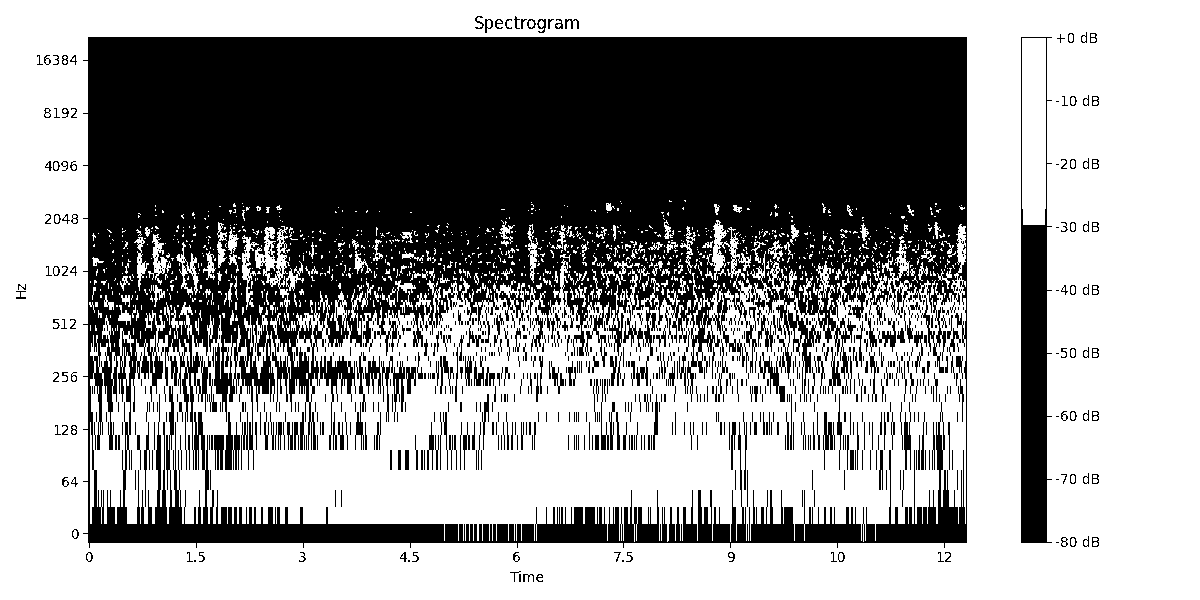 Spectrogram
16384
8192
4096
2048
1024
512
256
128
64
0
Hz
0 1.5 3 4.5 6 7.5 9 10 12
Time
+0 dB
-10 dB
-20 dB
-30 dB
-40 dB
-50 dB
-60 dB
-70 dB
-80 dB